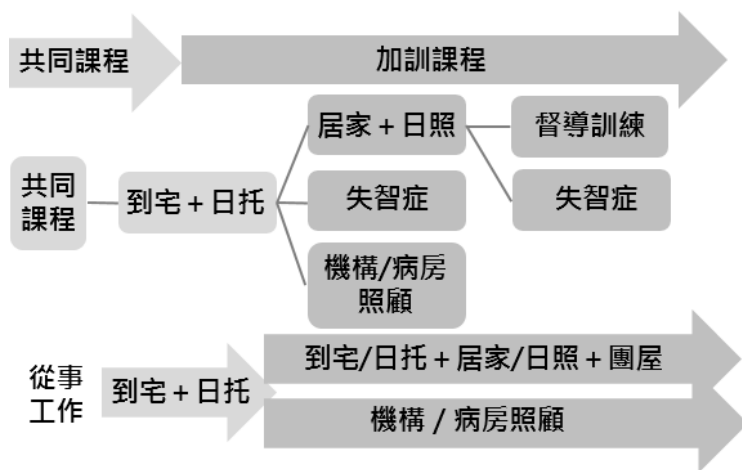 共同課程
加訓課程
居家 + 日照
督導訓練
共同
課程
到宅 + 日托
失智症
失智症
機構/病房
照顧
從事
工作
到宅 + 日托
到宅/日托 + 居家/日照 + 團屋
機構 / 病房照顧